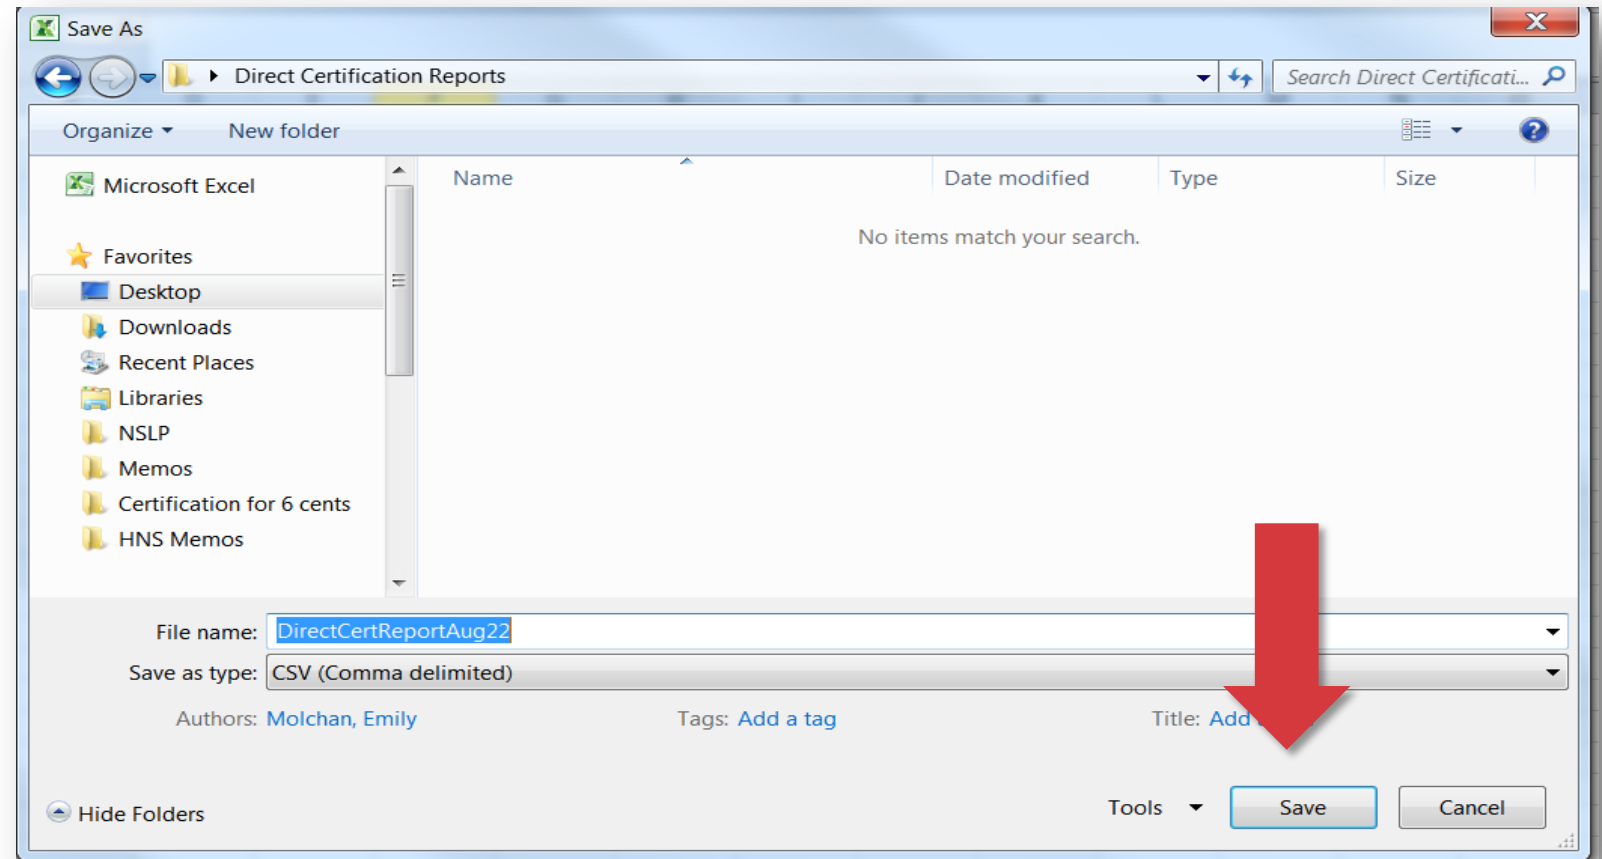 Save As
Direct Certification Reports
Search Direct Certificati...
Organize
New folder
Microsoft Excel
Name
Date modified
Type
Size
No items match your search.
Favorites
Desktop
Downloads
Recent Places
Libraries
NSLP
Memos
Certification for 6 cents
HNS Memos
File name: DirectCertReportAug22
Save as type: CSV (Comma delimited)
Authors: Molchan, Emily
Tags: Add a tag
Title: Add
Hide Folders
Tools
Save
Cancel